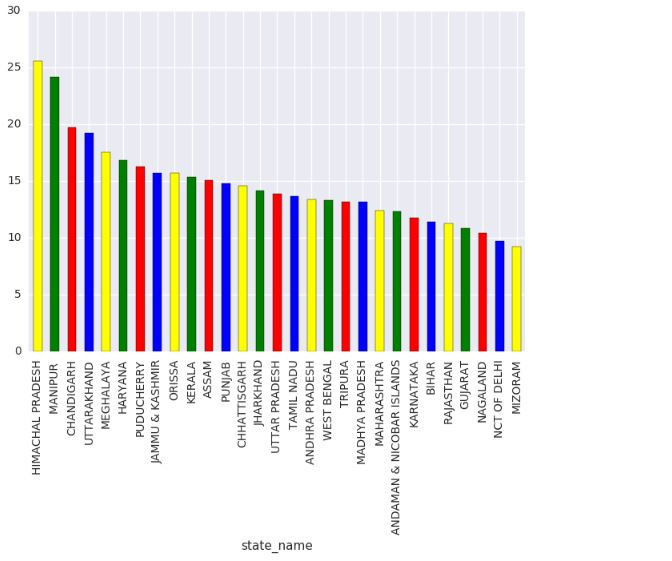 30
25
20
15
10
5
0
HIMACHAL PRADESH
MANIPUR
CHANDIGARH
UTTARAKHAND
MEGHALAYA
HARYANA
PUDUCHERRY
JAMMU & KASHMIR
ORISSA
KERALA
ASSAM
PUNJAB
CHHATTISGARH
JHARKHAND
UTTAR PRADESH
TAMIL NADU
ANDHRA PRADESH
WEST BENGAL
TRIPURA
MADHYA PRADESH
MAHARASHTRA
ANDAMAN & NICOBAR ISLANDS
KARNATAKA
BIHAR
RAJASTHAN
GUJARAT
NAGALAND
NCT OF DELHI
MIZORAM
state_name